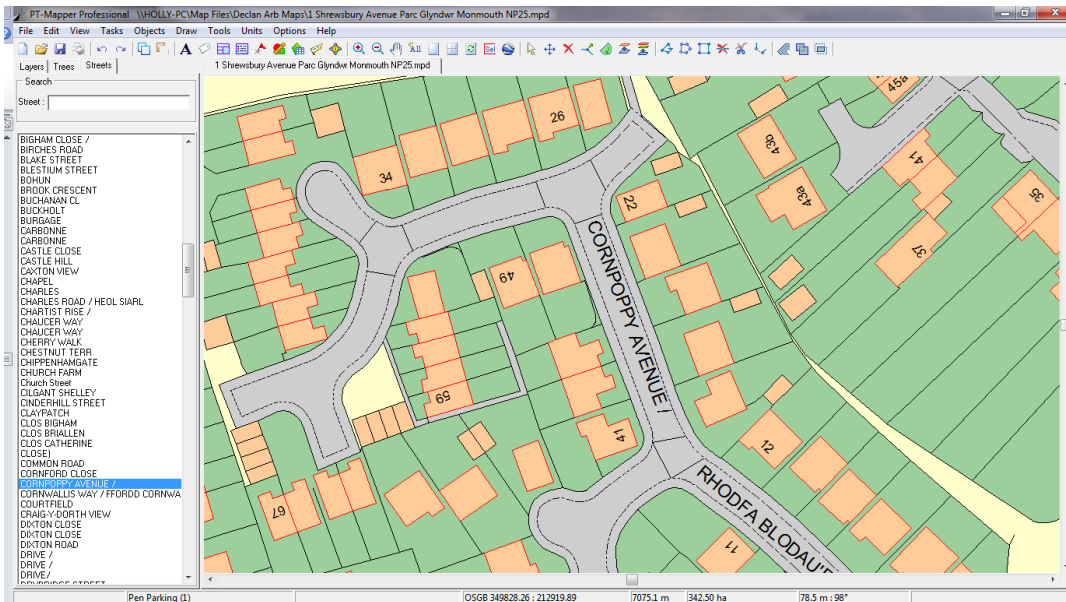 PT-Mapper Professional \\HOLLY-PC\Map Files\Declan Arb Maps\1 Shrewsbury Avenue Parc Glyndwr Monmouth NP25.mpd
File Edit View Tasks Objects Draw Tools Units Options Help
Layers Trees Streets
1 Shrewsbury Avenue Parc Glyndwr Monmouth NP25.mpd
Search
Street :
BIGHAM CLOSE /
BIRCHES ROAD
BLAKE STREET
BLESTIUM STREET
BOHUN
BROOK CRESCENT
BUCHANAN CL
BUCKHOLT
BURGAGE
CARBONNE
CARBONNE
CASTLE CLOSE
CASTLE HILL
CAXTON VIEW
CHAPEL
CHARLES
CHARLES ROAD / HEOL SIARL
CHARTIST RISE /
CHAUCER WAY
CHAUCER WAY
CHERRY WALK
CHESTNUT TERR
CHIPPENHAMGATE
CHURCH FARM
Church Street
CILGANT SHELLEY
CINDERHILL STREET
CLAYPATCH
CLOS BIGHAM
CLOS BRIALLEN
CLOS CATHERINE
CLOSE)
COMMON ROAD
CORNFORD CLOSE
CORNPOPPY AVENUE /
CORNWALLIS WAY / FFORDD CORNWA
COURTFIELD
CRAIG-Y-DORTH VIEW
DIXTON CLOSE
DIXTON CLOSE
DIXTON ROAD
DRIVE /
DRIVE /
DRIVE/
26
34
45a
43b
41
43a
35
22
37
49
CORNPOPPY AVENUE /
59
41
12
67
RHODFA BLODAU'R
11
Pen Parking (1)
OSGB 349828.26 : 212919.89
7075.1 m
342.50 ha
78.5 m : 98°